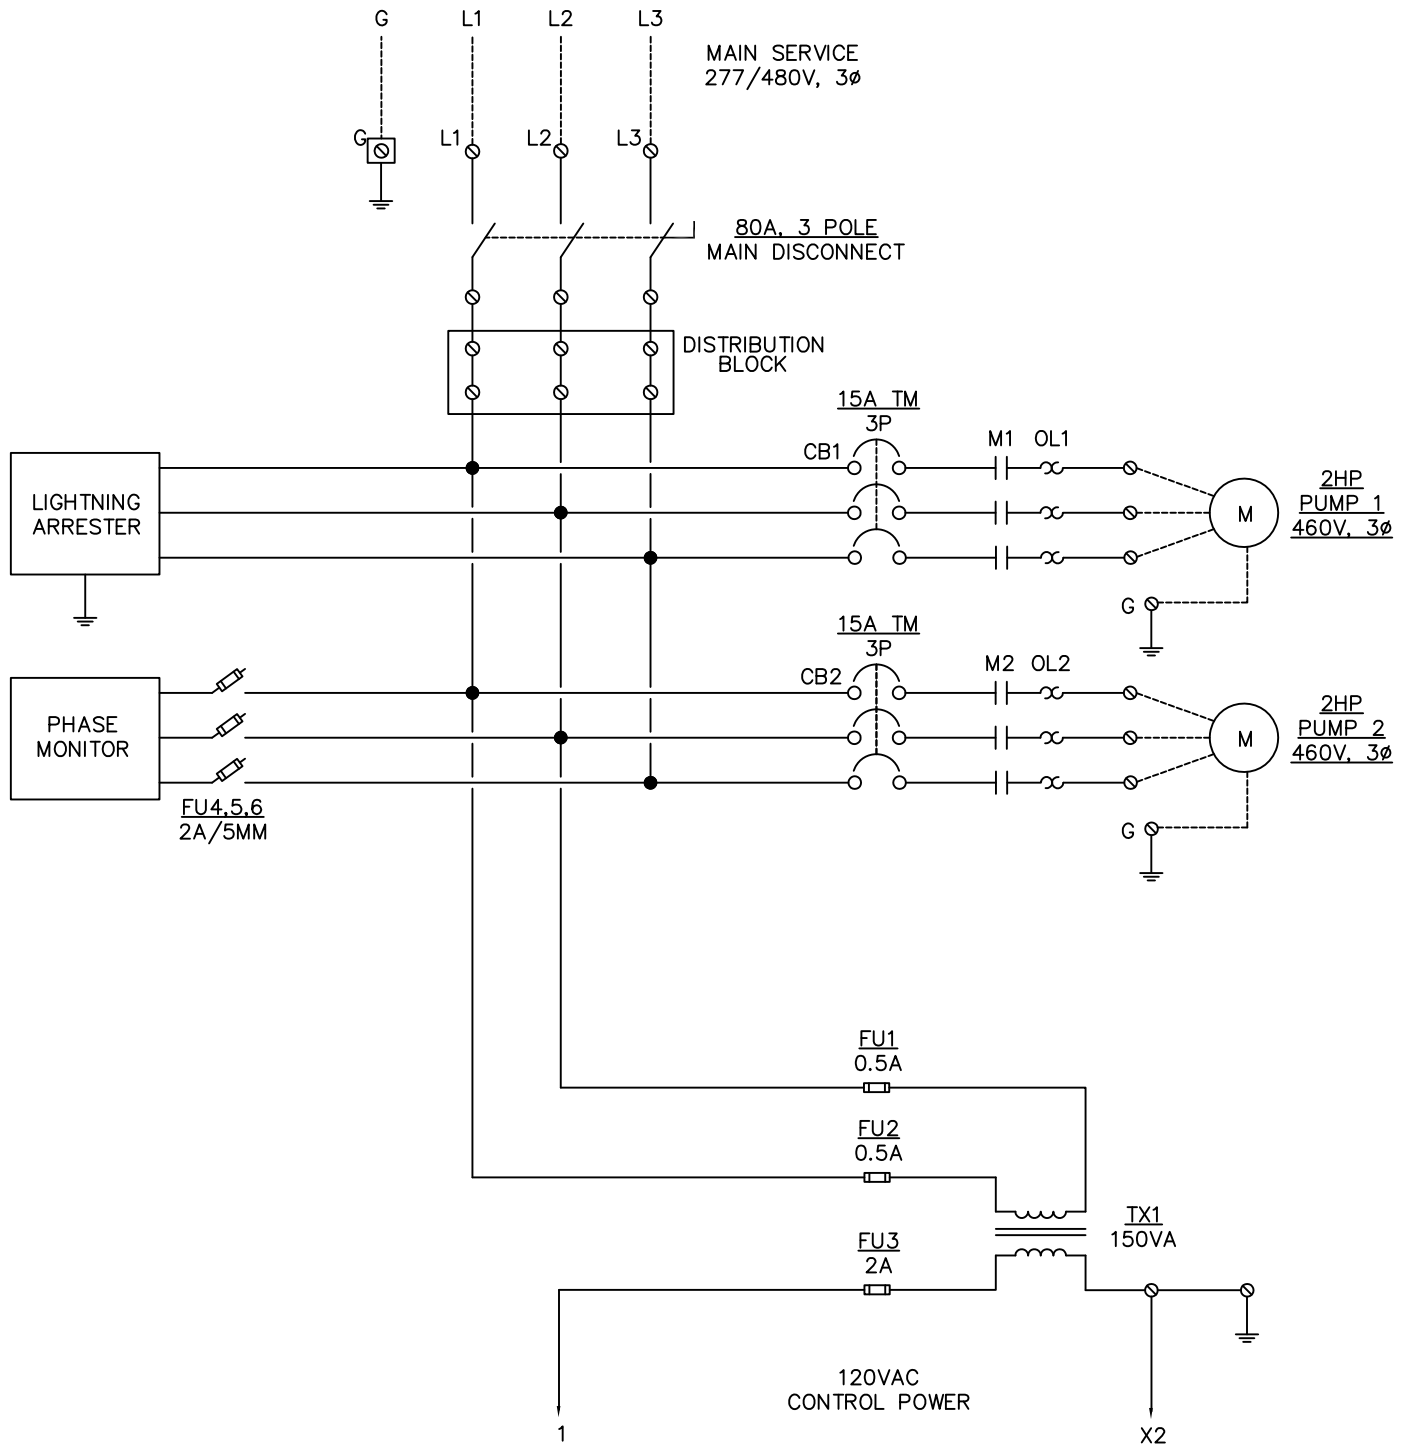 G L1 L2 L3
MAIN SERVICE
277/480V, 3ø
G L1 L2 L3
80A, 3 POLE
MAIN DISCONNECT
DISTRIBUTION
BLOCK
15A TM
3P
CB1 M1 OL1
LIGHTNING
ARRESTER
2HP
PUMP 1
460V, 3ø
M
G
15A TM
3P
CB2 M2 OL2
PHASE
MONITOR
2HP
PUMP 2
460V, 3ø
M
FU4,5,6
2A/5MM
G
FU1
0.5A
FU2
0.5A
TX1
150VA
FU3
2A
120VAC
CONTROL POWER
1 X2